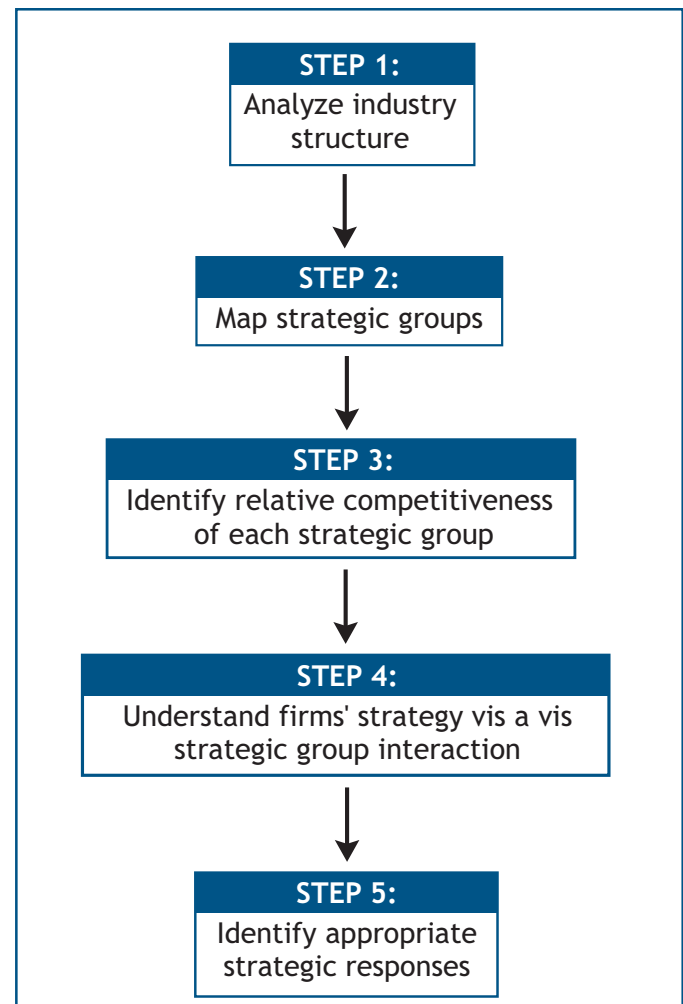 STEP 1:
Analyze industry
structure
STEP 2:
Map strategic groups
STEP 3:
Identify relative competitiveness
of each strategic group
STEP 4:
Understand firms' strategy vis a vis
strategic group interaction
STEP 5:
Identify appropriate
strategic responses